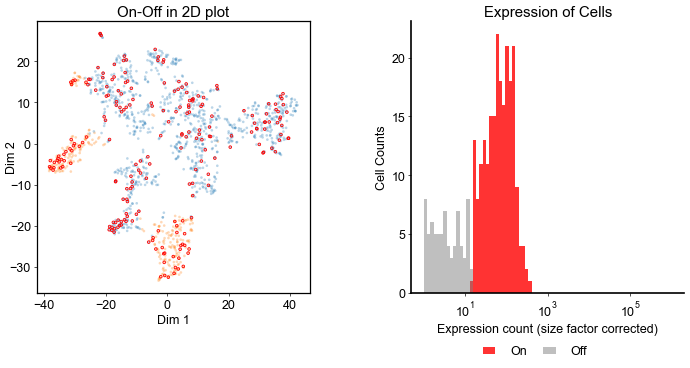 On-Off in 2D plot
20
10
0
−10
−20
−30
Dim 2
−40
−20
0
20
40
Dim 1
Expression of Cells
20
15
10
5
0
Cell Counts
10^1
10^3
10^5
Expression count (size factor corrected)
On Off